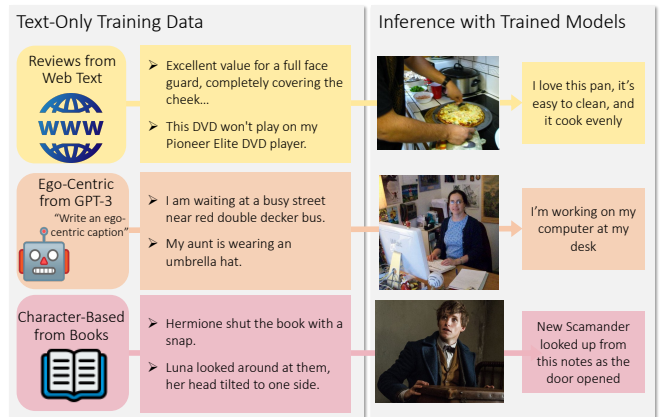 Text-Only Training Data
Inference with Trained Models
Reviews from
Web Text
WWW
Excellent value for a full face
guard, completely covering the
cheek...
This DVD won't play on my
Pioneer Elite DVD player.
I love this pan, it's
easy to clean, and
it cook evenly
Ego-Centric
from GPT-3
"Write an ego-
centric caption"
I am waiting at a busy street
near red double decker bus.
My aunt is wearing an
umbrella hat.
I'm working on my
computer at my
desk
Character-Based
from Books
Hermione shut the book with a
snap.
Luna looked around at them,
her head tilted to one side.
New Scamander
looked up from
this notes as the
door opened